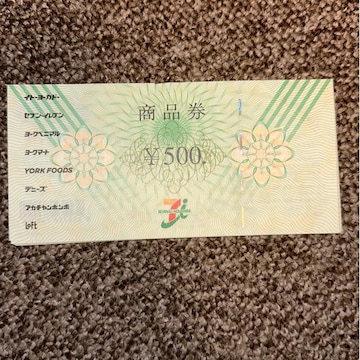 イトーヨーカドー
セブン-イレブン
ヨークベニマル
ヨークマート
YORK FOODS
デニーズ
アカチャンホンポ
Loft
商品券
¥500.